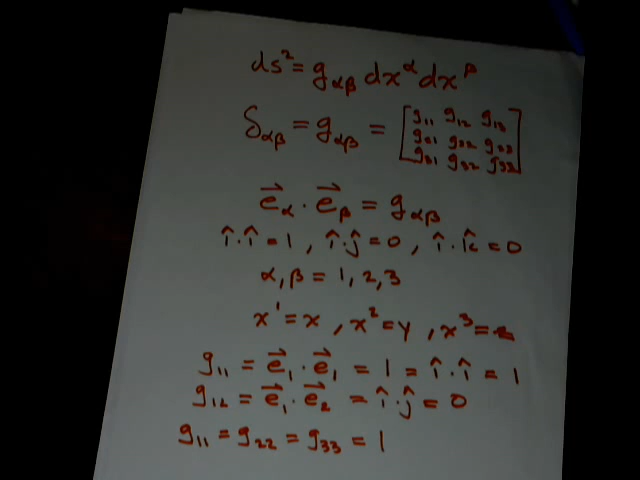 ds² = g_αβ dx^α dx^β
δ_αβ = g_αβ = [g₁₁ g₁₂ g₁₃
g₂₁ g₂₂ g₂₃
g₃₁ g₃₂ g₃₃]
e⃗_α · e⃗_β = g_αβ
î·î = 1 , î·ĵ = 0 , î·k̂ = 0
α, β = 1, 2, 3
x¹ = x , x² = y , x³ = z
g₁₁ = e⃗₁ · e⃗₁ = 1 = î·î = 1
g₁₂ = e⃗₁ · e⃗₂ = î·ĵ = 0
g₁₁ = g₂₂ = g₃₃ = 1